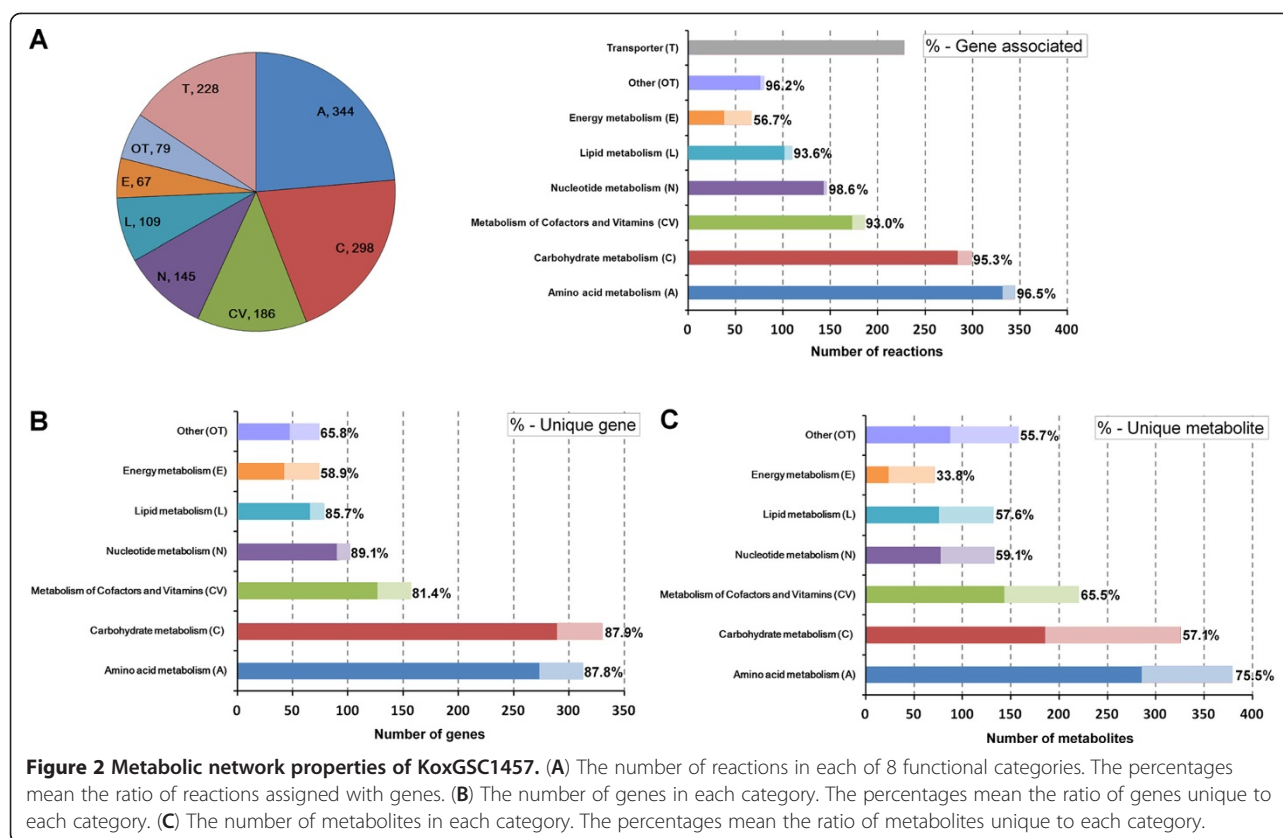 A
T, 228
A, 344
OT, 79
E, 67
L, 109
C, 298
N, 145
CV, 186
% - Gene associated
Transporter (T)
Other (OT)
96.2%
Energy metabolism (E)
56.7%
Lipid metabolism (L)
93.6%
Nucleotide metabolism (N)
98.6%
Metabolism of Cofactors and Vitamins (CV)
93.0%
Carbohydrate metabolism (C)
95.3%
Amino acid metabolism (A)
96.5%
0 50 100 150 200 250 300 350 400
Number of reactions
B
% - Unique gene
Other (OT)
65.8%
Energy metabolism (E)
58.9%
Lipid metabolism (L)
85.7%
Nucleotide metabolism (N)
89.1%
Metabolism of Cofactors and Vitamins (CV)
81.4%
Carbohydrate metabolism (C)
87.9%
Amino acid metabolism (A)
87.8%
0 50 100 150 200 250 300 350
Number of genes
C
% - Unique metabolite
Other (OT)
55.7%
Energy metabolism (E)
33.8%
Lipid metabolism (L)
57.6%
Nucleotide metabolism (N)
59.1%
Metabolism of Cofactors and Vitamins (CV)
65.5%
Carbohydrate metabolism (C)
57.1%
Amino acid metabolism (A)
75.5%
0 50 100 150 200 250 300 350 400
Number of metabolites
Figure 2 Metabolic network properties of KoxGSC1457. (A) The number of reactions in each of 8 functional categories. The percentages
mean the ratio of reactions assigned with genes. (B) The number of genes in each category. The percentages mean the ratio of genes unique to
each category. (C) The number of metabolites in each category. The percentages mean the ratio of metabolites unique to each category.